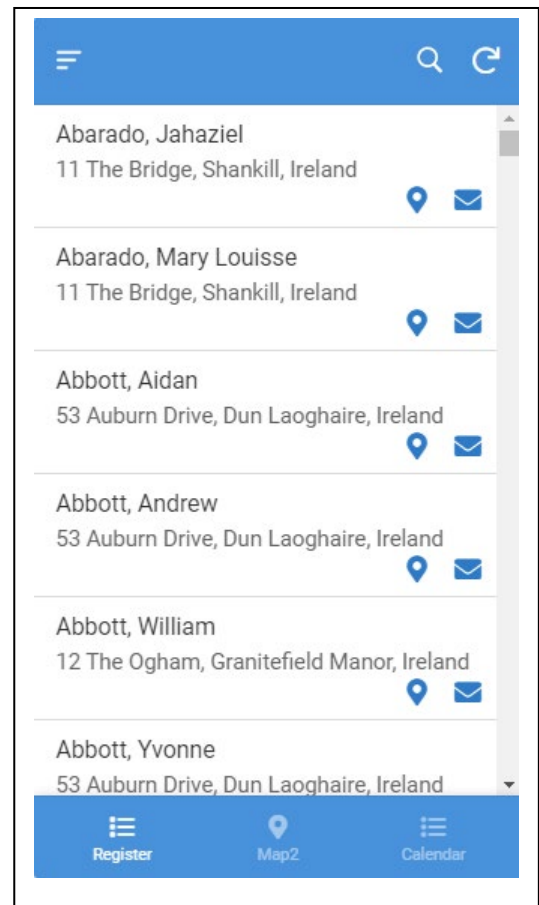 Abarado, Jahaziel
11 The Bridge, Shankill, Ireland
Abarado, Mary Louisse
11 The Bridge, Shankill, Ireland
Abbott, Aidan
53 Auburn Drive, Dun Laoghaire, Ireland
Abbott, Andrew
53 Auburn Drive, Dun Laoghaire, Ireland
Abbott, William
12 The Ogham, Granitefield Manor, Ireland
Abbott, Yvonne
53 Auburn Drive, Dun Laoghaire, Ireland
Register Map2 Calendar